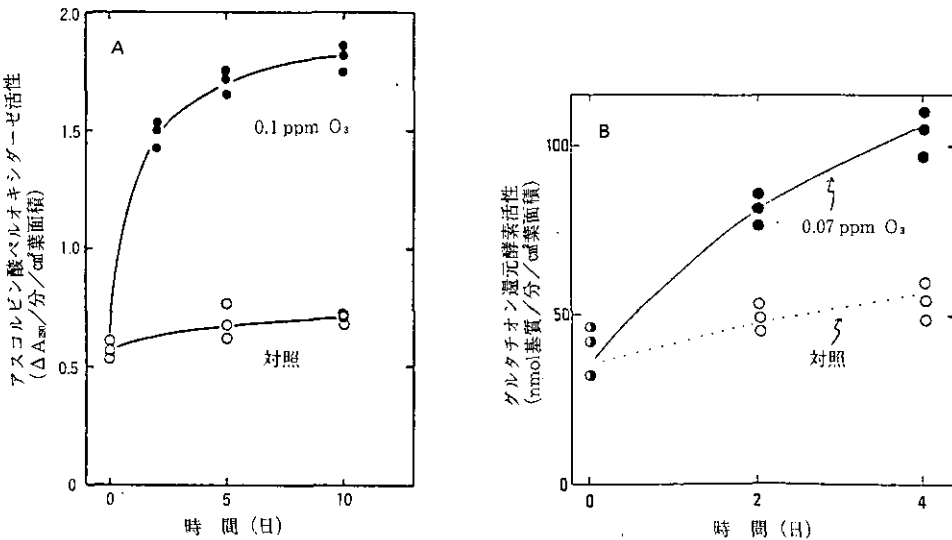 アスコルビン酸ペルオキシダーゼ活性
(ΔA₂₉₀/分/c㎡葉面積)
2.0
1.5
1.0
0.5
0
A
0.1 ppm O₃
対照
0
5
10
時 間 (日)
グルタチオン還元酵素活性
(nmol基質/分/c㎡葉面積)
100
50
0
B
0.07 ppm O₃
対照
0
2
4
時 間 (日)